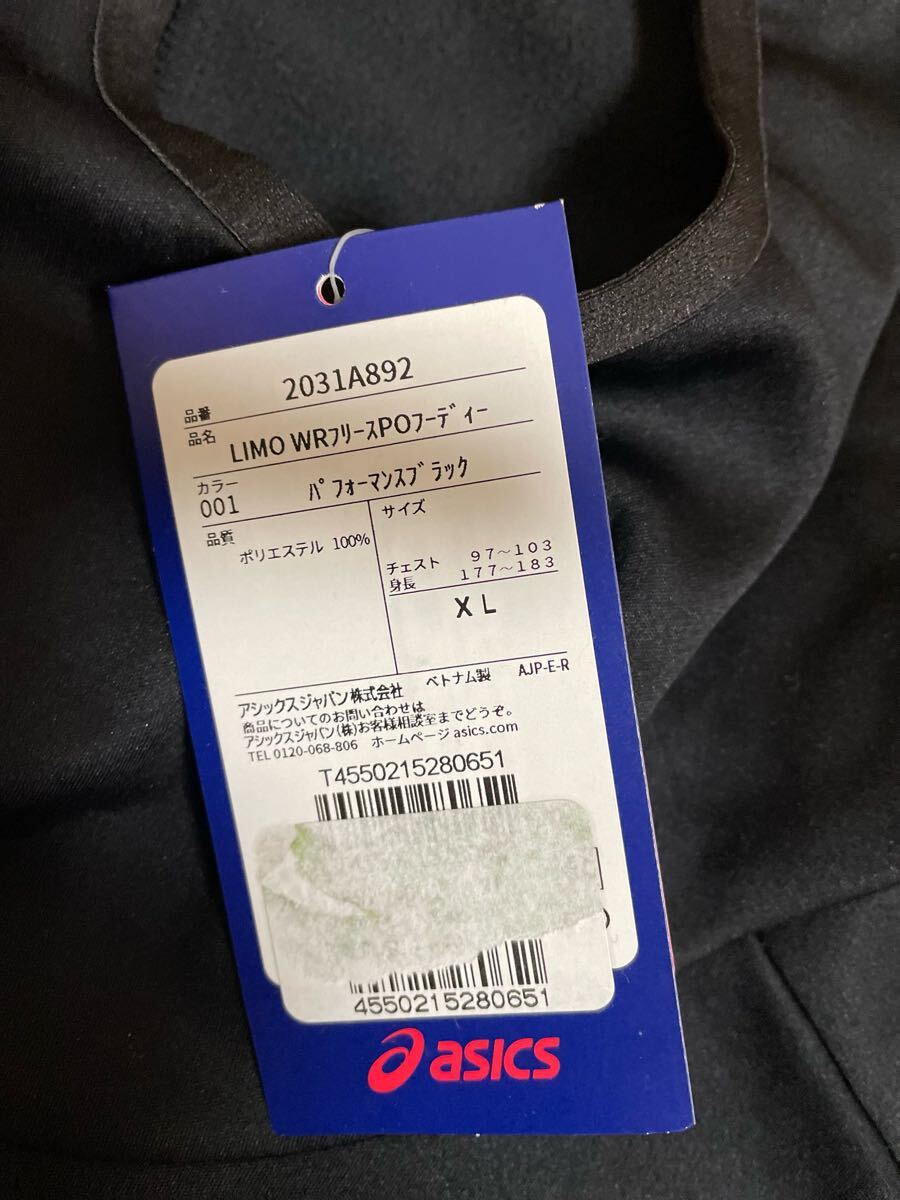 品番 2031A892
品名 LIMO WRﾌﾘｰｽPOﾌｰﾃﾞｨｰ
カラー
001 ﾊﾟﾌｫｰﾏﾝｽﾌﾞﾗｯｸ
品質 ポリエステル 100%
サイズ
チェスト 97～103
身長 177～183
XL
アシックスジャパン株式会社 ベトナム製 AJP-E-R
商品についてのお問い合わせは
アシックスジャパン(株)お客様相談室までどうぞ。
TEL 0120-068-806 ホームページ asics.com
T4550215280651
4550215280651
asics